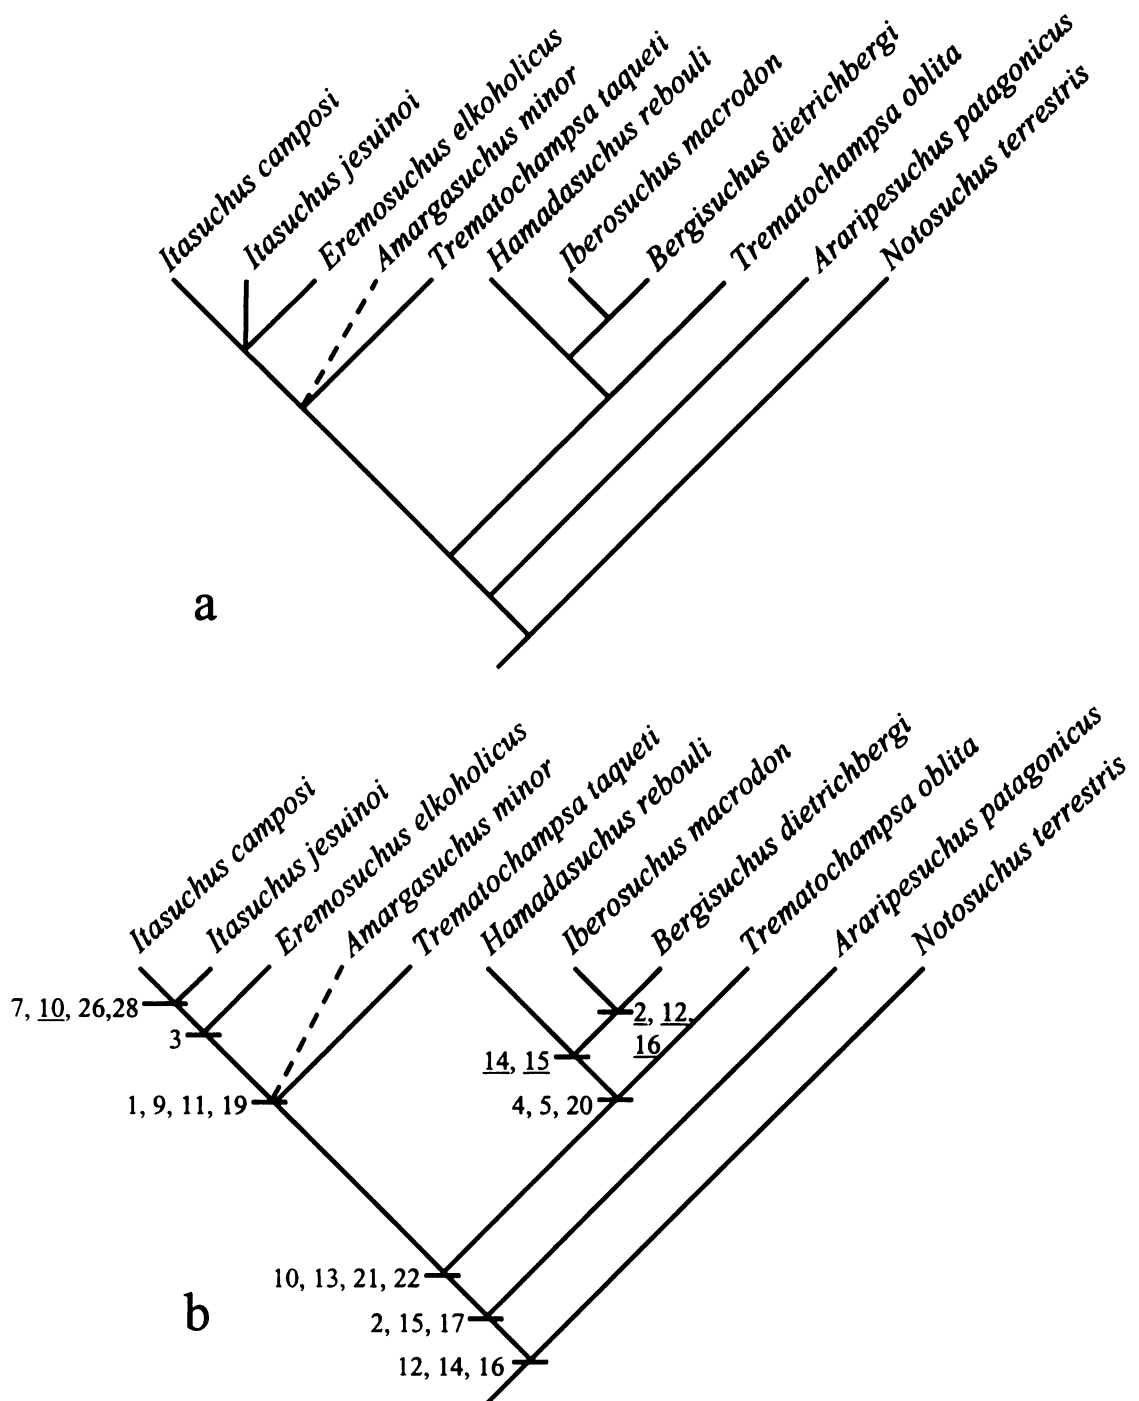 Itasuchus camposi
Itasuchus jesuinoi
Eremosuchus elkoholicus
Amargasuchus minor
Trematochampsa taqueti
Hamadasuchus rebouli
Iberosuchus macrodon
Bergisuchus dietrichbergi
Trematochampsa oblita
Araripesuchus patagonicus
Notosuchus terrestris
a
Itasuchus camposi
Itasuchus jesuinoi
Eremosuchus elkoholicus
Amargasuchus minor
Trematochampsa taqueti
Hamadasuchus rebouli
Iberosuchus macrodon
Bergisuchus dietrichbergi
Trematochampsa oblita
Araripesuchus patagonicus
Notosuchus terrestris
7, 10, 26,28
2, 12,
16
3
14, 15
1, 9, 11, 19
4, 5, 20
10, 13, 21, 22
b
2, 15, 17
12, 14, 16